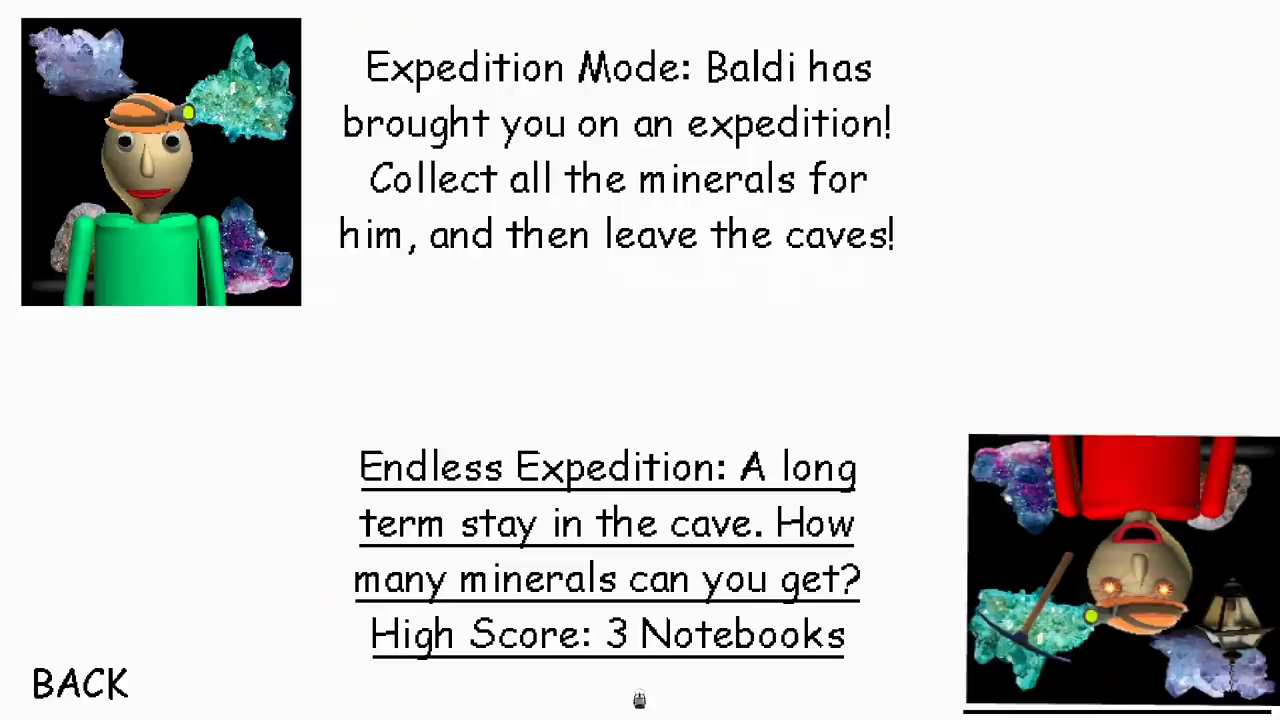 Expedition Mode: Baldi has
brought you on an expedition!
Collect all the minerals for
him, and then leave the caves!
Endless Expedition: A long
term stay in the cave. How
many minerals can you get?
High Score: 3 Notebooks
BACK